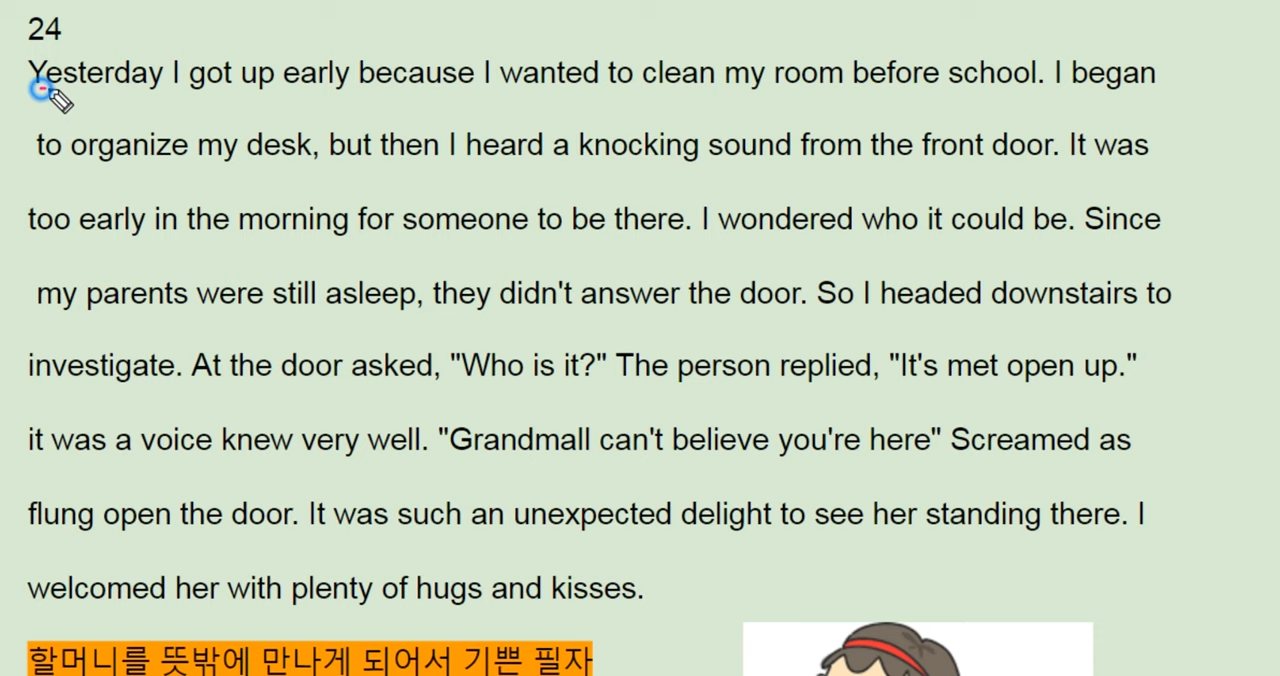 24
Yesterday I got up early because I wanted to clean my room before school. I began
to organize my desk, but then I heard a knocking sound from the front door. It was
too early in the morning for someone to be there. I wondered who it could be. Since
my parents were still asleep, they didn't answer the door. So I headed downstairs to
investigate. At the door asked, "Who is it?" The person replied, "It's met open up."
it was a voice knew very well. "Grandmall can't believe you're here" Screamed as
flung open the door. It was such an unexpected delight to see her standing there. I
welcomed her with plenty of hugs and kisses.
할머니를 뜻밖에 만나게 되어서 기쁜 필자